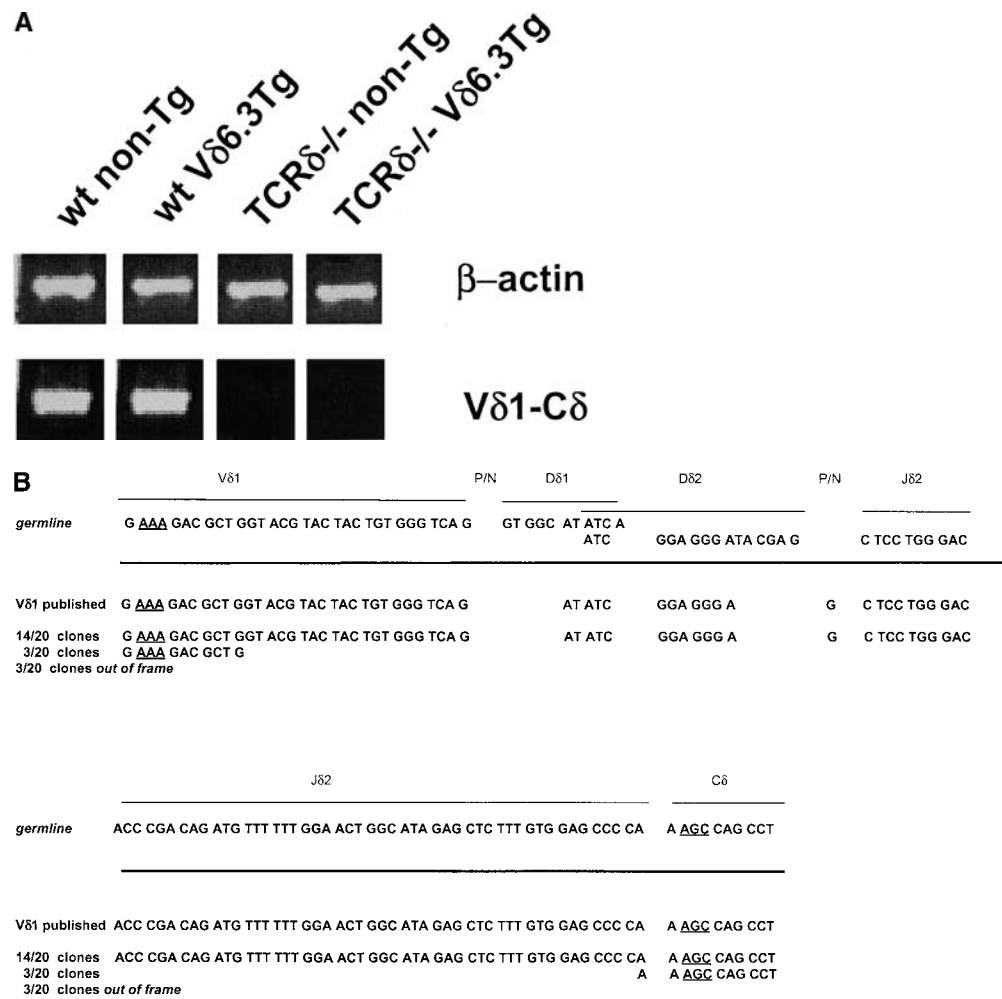 A
wt non-Tg
wt Vδ6.3Tg
TCRδ-/- non-Tg
TCRδ-/- Vδ6.3Tg
β–actin
Vδ1-Cδ
B
Vδ1 P/N Dδ1 Dδ2 P/N Jδ2
germline G AAA GAC GCT GGT ACG TAC TAC TGT GGG TCA G GT GGC AT ATC A
ATC GGA GGG ATA CGA G C TCC TGG GAC
Vδ1 published G AAA GAC GCT GGT ACG TAC TAC TGT GGG TCA G AT ATC GGA GGG A G C TCC TGG GAC
14/20 clones G AAA GAC GCT GGT ACG TAC TAC TGT GGG TCA G AT ATC GGA GGG A G C TCC TGG GAC
3/20 clones G AAA GAC GCT G
3/20 clones out of frame
Jδ2 Cδ
germline ACC CGA CAG ATG TTT TTT GGA ACT GGC ATA GAG CTC TTT GTG GAG CCC CA A AGC CAG CCT
Vδ1 published ACC CGA CAG ATG TTT TTT GGA ACT GGC ATA GAG CTC TTT GTG GAG CCC CA A AGC CAG CCT
14/20 clones ACC CGA CAG ATG TTT TTT GGA ACT GGC ATA GAG CTC TTT GTG GAG CCC CA A AGC CAG CCT
3/20 clones A A AGC CAG CCT
3/20 clones out of frame